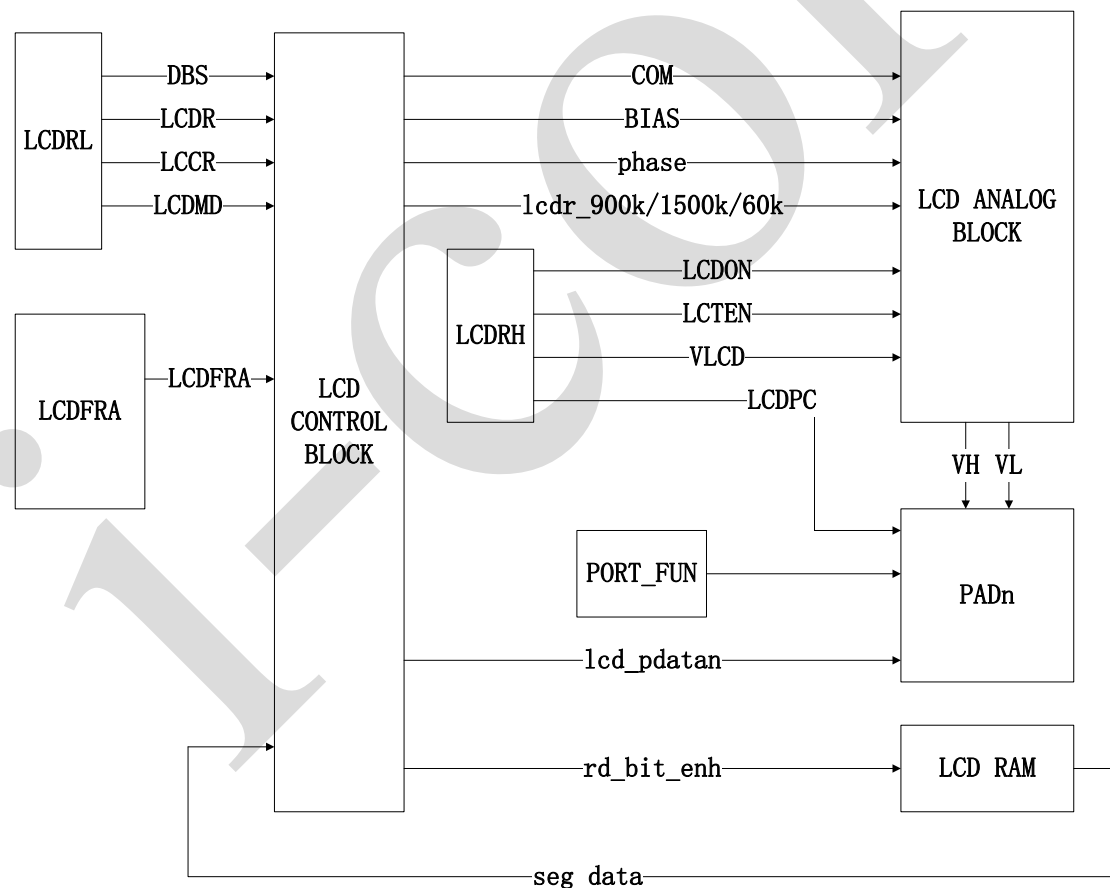 LCDRL
DBS
LCDR
LCCR
LCDMD
COM
BIAS
phase
lcdr_900k/1500k/60k
LCD ANALOG
BLOCK
LCDRH
LCDON
LCTEN
VLCD
LCDPC
LCDFRA
LCDFRA
LCD
CONTROL
BLOCK
VH
VL
PORT_FUN
PADn
lcd_pdatan
rd_bit_enh
LCD RAM
seg data